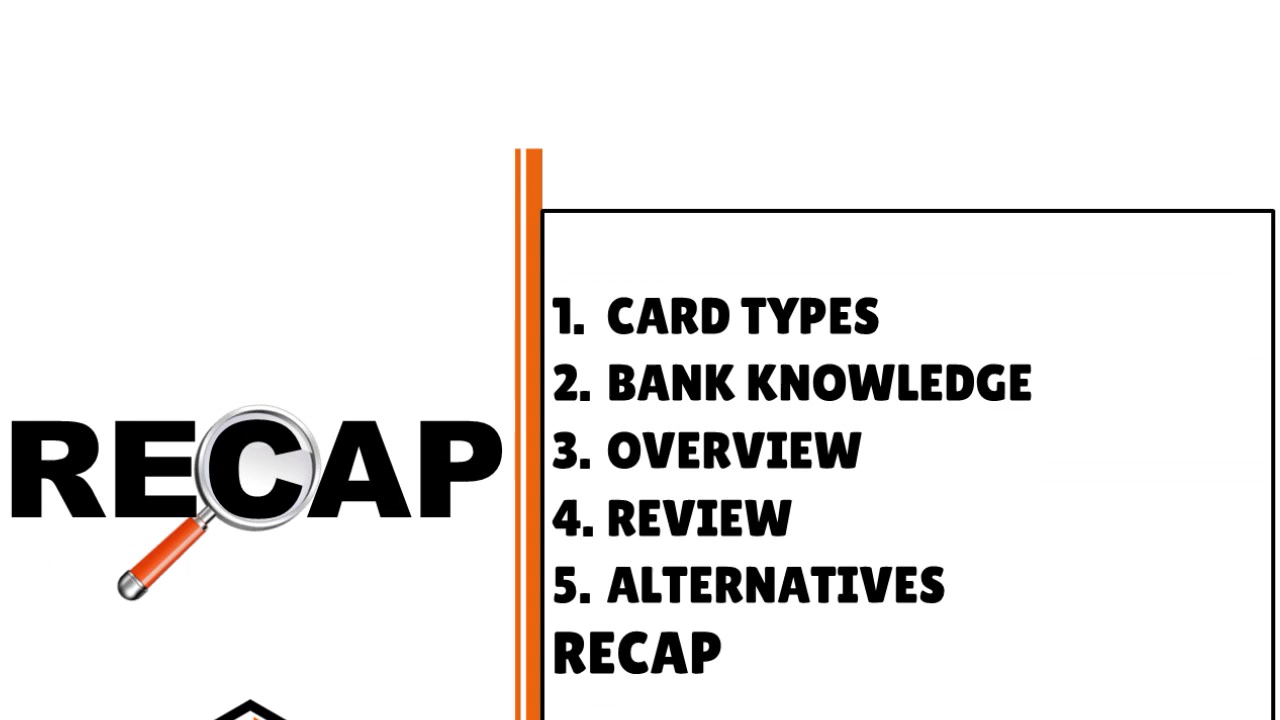 RECAP
1. CARD TYPES
2. BANK KNOWLEDGE
3. OVERVIEW
4. REVIEW
5. ALTERNATIVES
RECAP